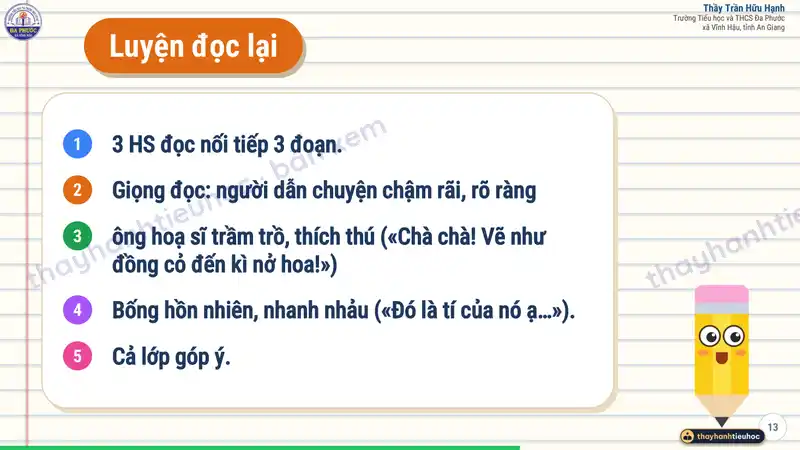 Thầy Trần Hữu Hạnh
Trường Tiểu học và THCS Đa Phước
xã Vĩnh Hậu, tỉnh An Giang
ĐA PHƯỚC
Luyện đọc lại
1 3 HS đọc nối tiếp 3 đoạn.
2 Giọng đọc: người dẫn chuyện chậm rãi, rõ ràng
3 ông hoạ sĩ trầm trồ, thích thú («Chà chà! Vẽ như
đồng cỏ đến kì nở hoa!»)
4 Bống hồn nhiên, nhanh nhảu («Đó là tí của nó ạ…»).
5 Cả lớp góp ý.
thayhanhtieuhoc
13